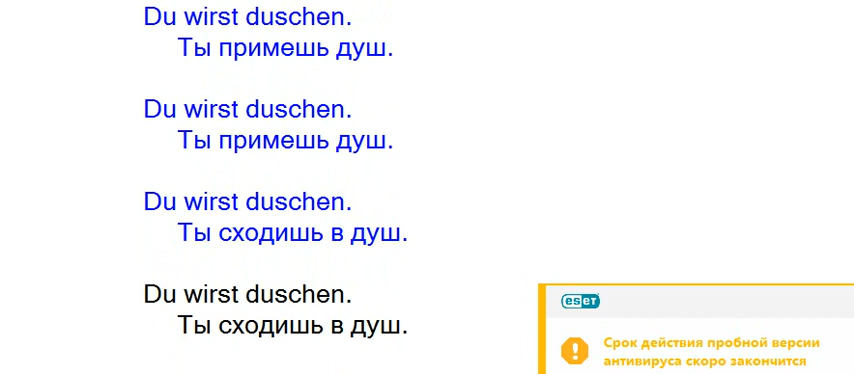 Du wirst duschen.
Ты примешь душ.
Du wirst duschen.
Ты примешь душ.
Du wirst duschen.
Ты сходишь в душ.
Du wirst duschen.
Ты сходишь в душ.
eset
Срок действия пробной версии
антивируса скоро закончится